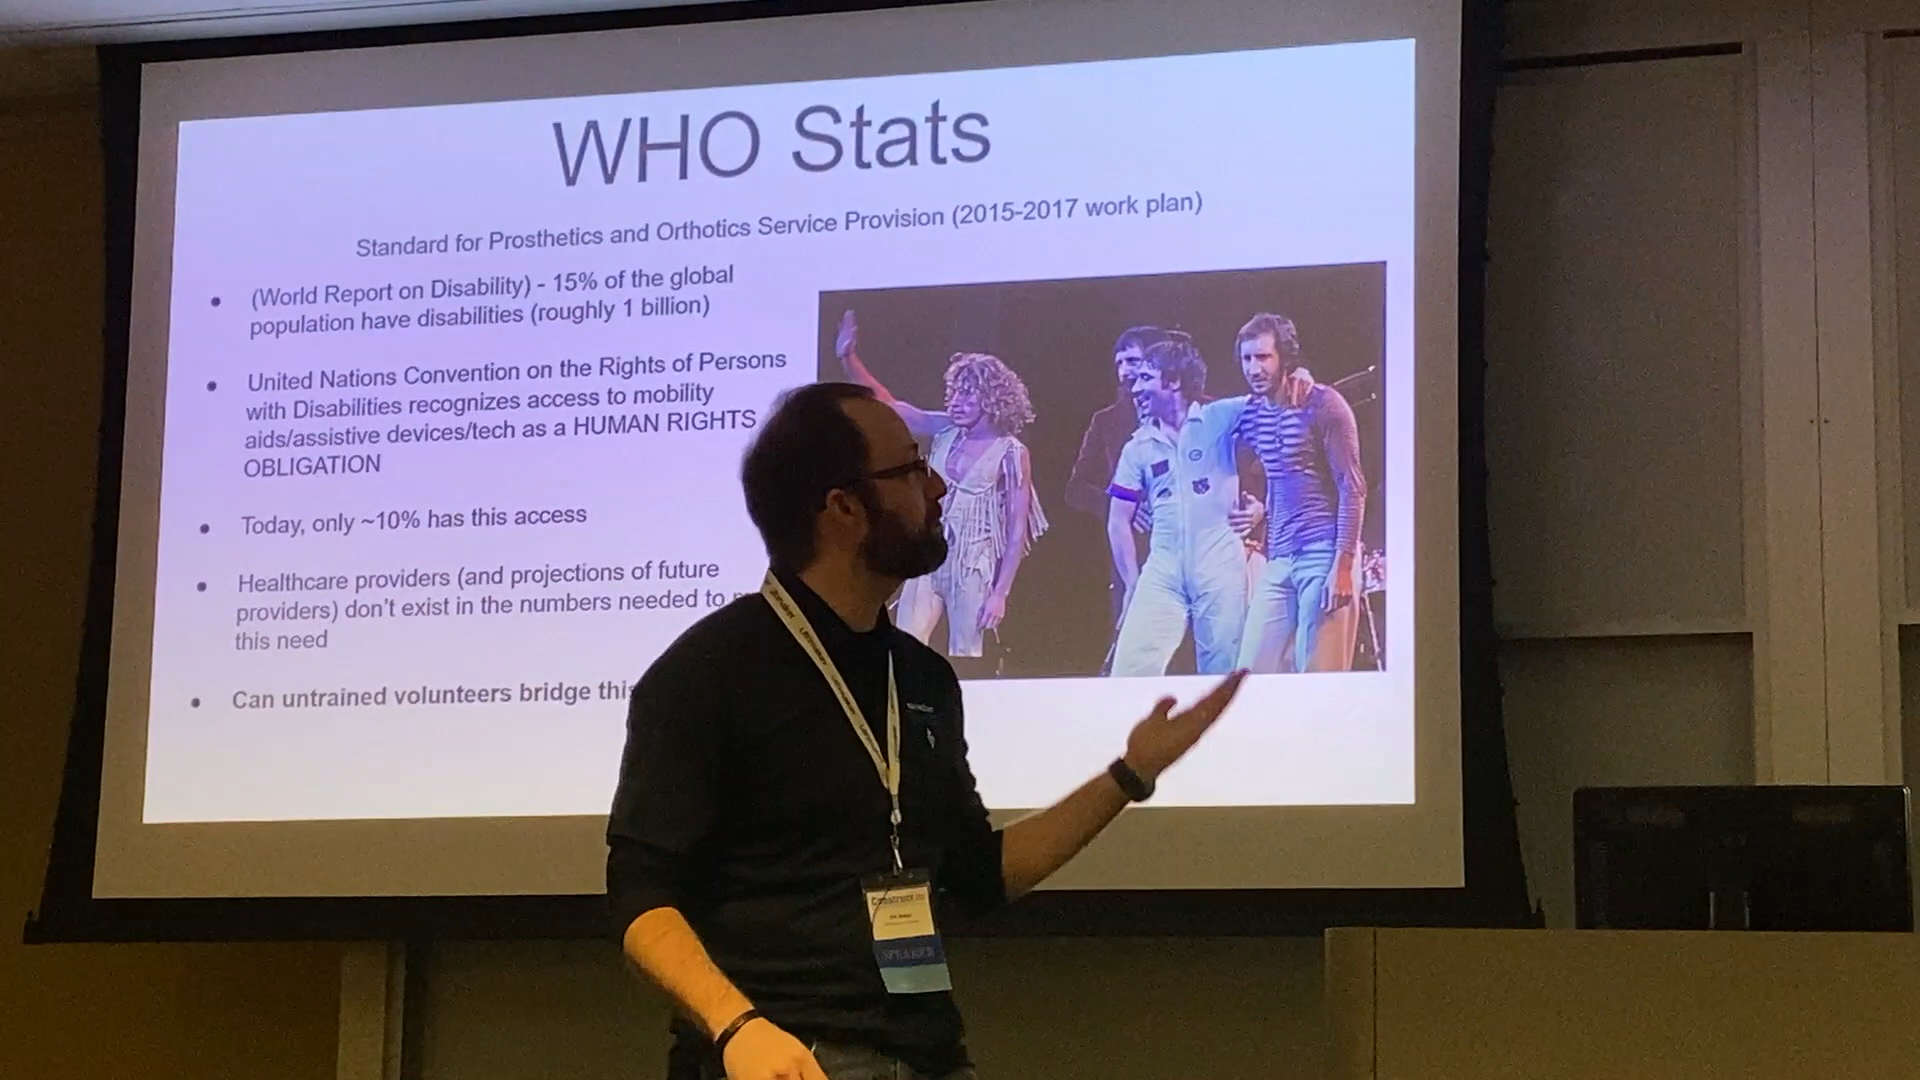 WHO Stats
Standard for Prosthetics and Orthotics Service Provision (2015-2017 work plan)
(World Report on Disability) - 15% of the global
population have disabilities (roughly 1 billion)
United Nations Convention on the Rights of Persons
with Disabilities recognizes access to mobility
aids/assistive devices/tech as a HUMAN RIGHTS
OBLIGATION
Today, only ~10% has this access
Healthcare providers (and projections of future
providers) don't exist in the numbers needed to
this need
Can untrained volunteers bridge this
Ultimaker
SPEAKER